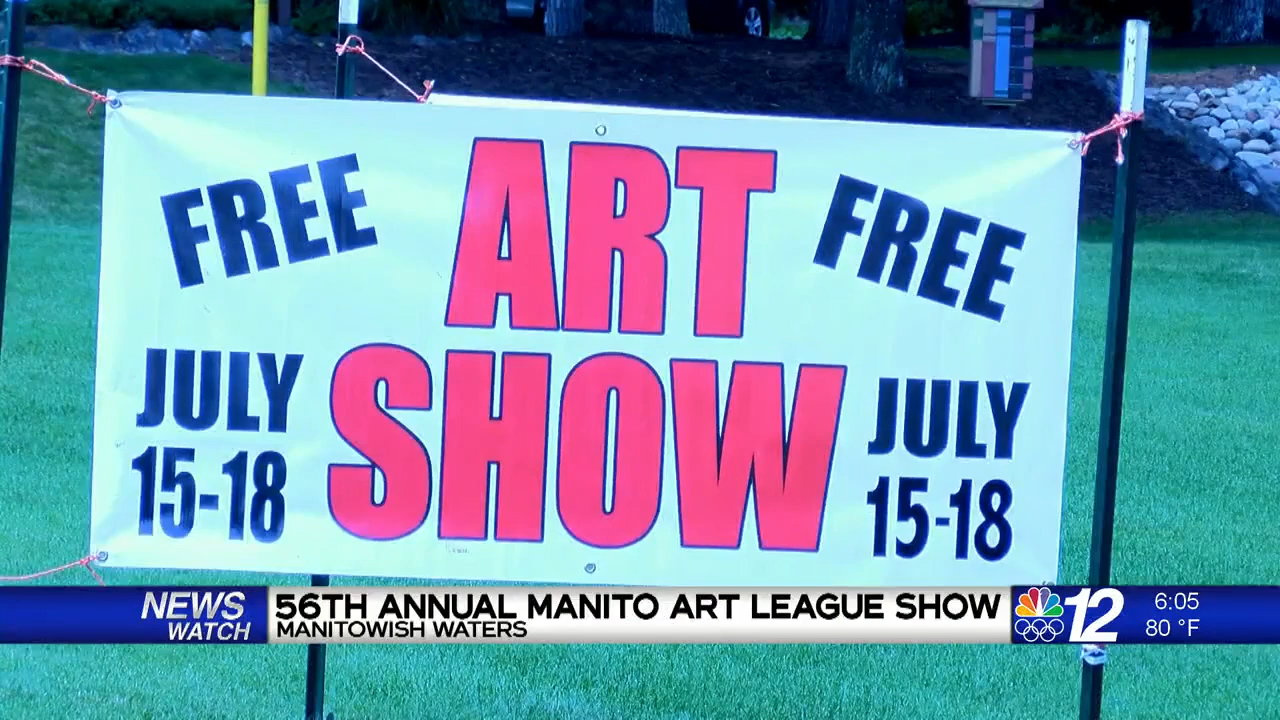 FREE ART FREE
JULY SHOW JULY
15-18 15-18
NEWS WATCH
56TH ANNUAL MANITO ART LEAGUE SHOW
MANITOWISH WATERS
12
6:05
80 °F